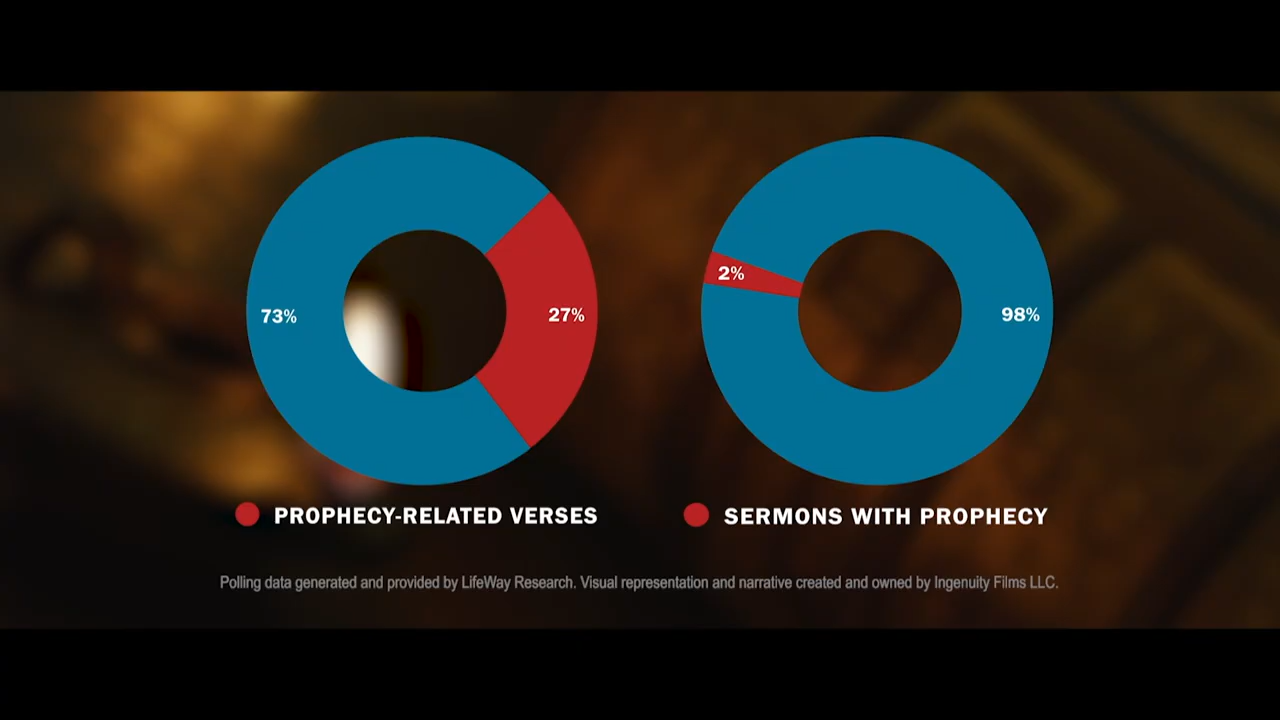 73%
27%
2%
98%
PROPHECY-RELATED VERSES
SERMONS WITH PROPHECY
Polling data generated and provided by LifeWay Research. Visual representation and narrative created and owned by Ingenuity Films LLC.